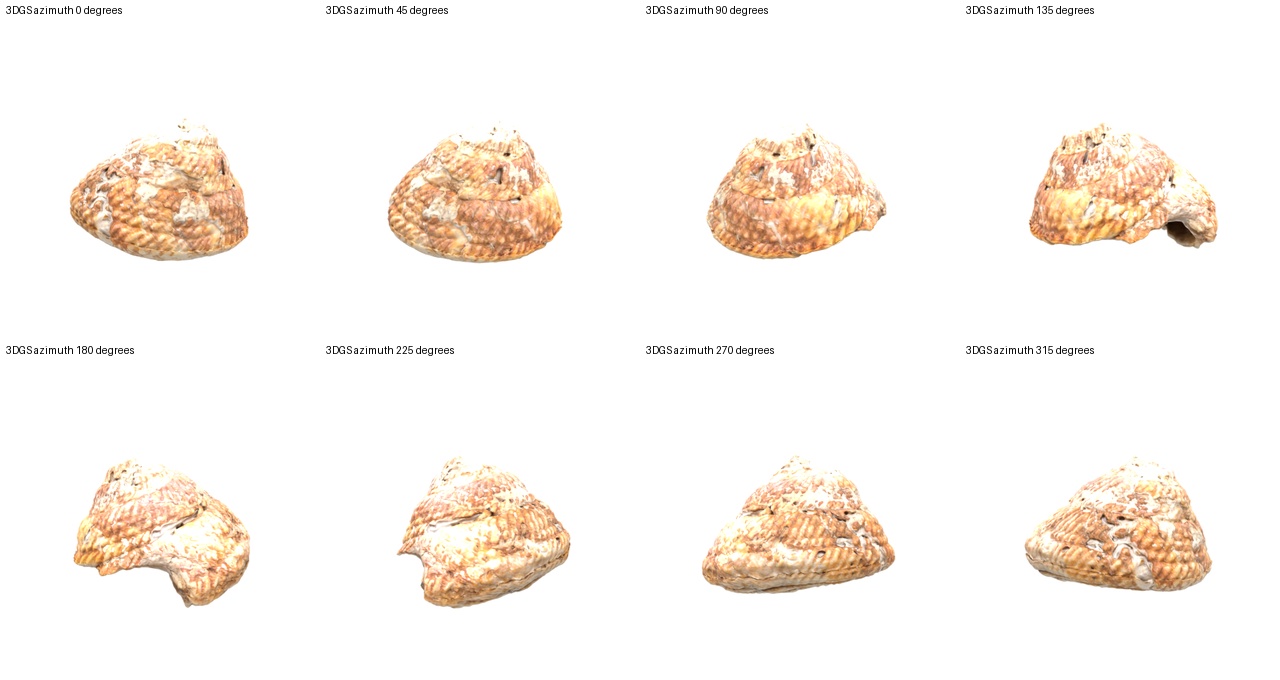 3DGS azimuth 0 degrees
3DGS azimuth 45 degrees
3DGS azimuth 90 degrees
3DGS azimuth 135 degrees
3DGS azimuth 180 degrees
3DGS azimuth 225 degrees
3DGS azimuth 270 degrees
3DGS azimuth 315 degrees